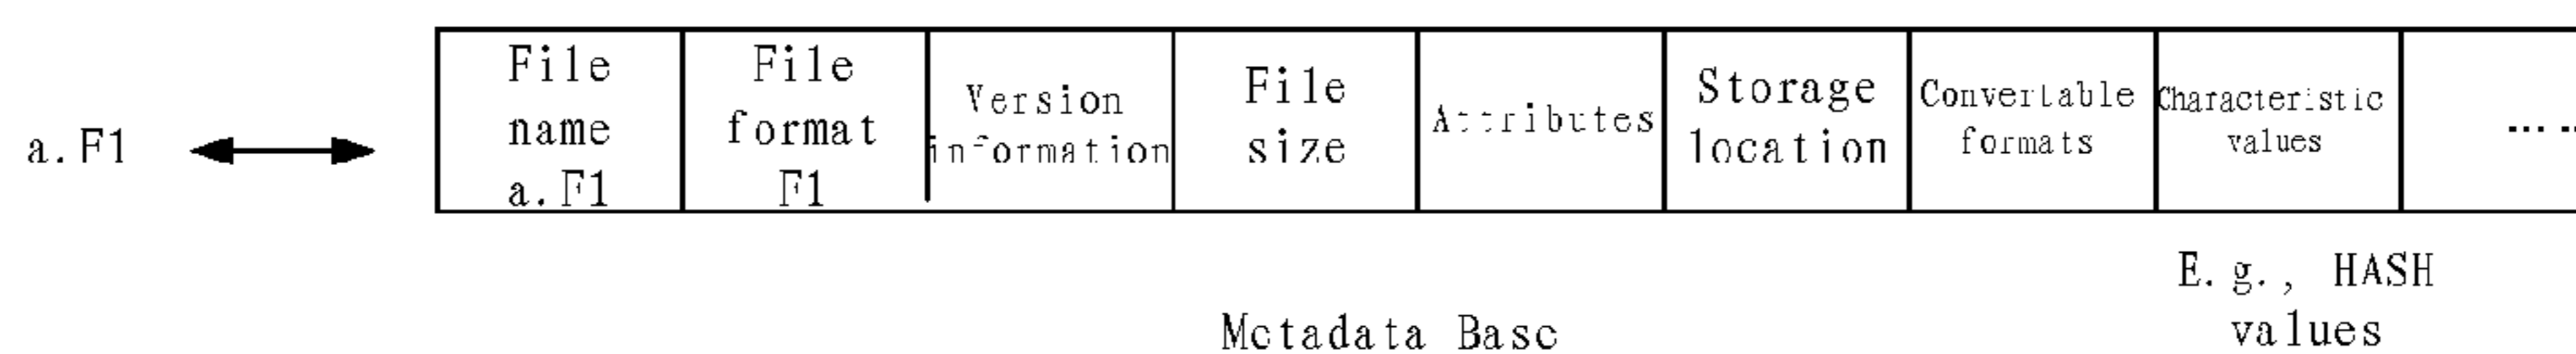 a.F1
File
name
a.F1
File
format
F1
Version
information
File
size
Attributes
Storage
location
Convertable
formats
Characteristic
values
... ..
E.g., HASH
values
Metadata Base